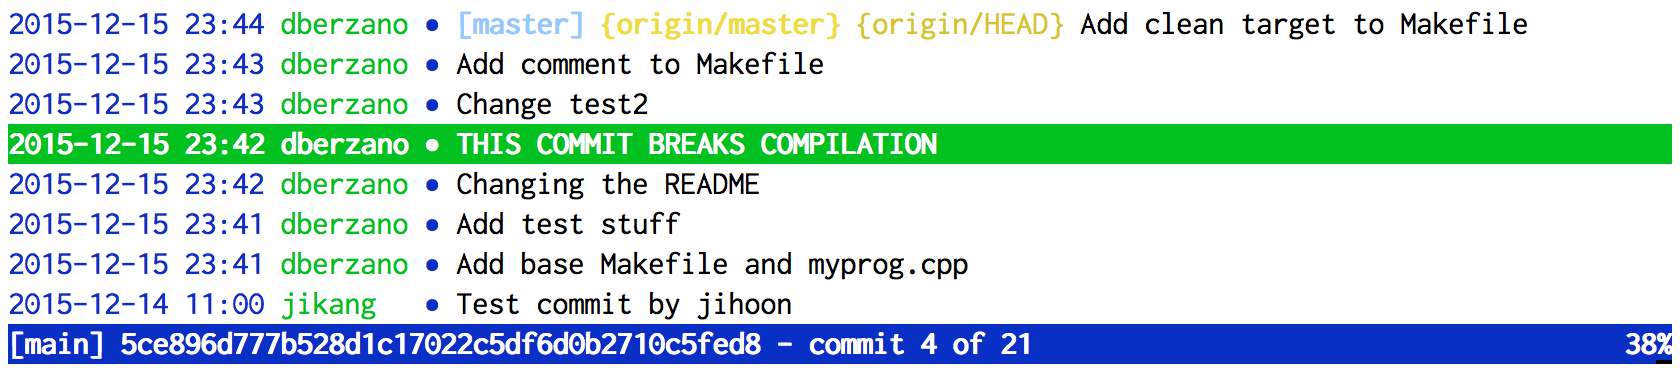 2015-12-15 23:44 dberzano ● [master] {origin/master} {origin/HEAD} Add clean target to Makefile
2015-12-15 23:43 dberzano ● Add comment to Makefile
2015-12-15 23:43 dberzano ● Change test2
2015-12-15 23:42 dberzano ● THIS COMMIT BREAKS COMPILATION
2015-12-15 23:42 dberzano ● Changing the README
2015-12-15 23:41 dberzano ● Add test stuff
2015-12-15 23:41 dberzano ● Add base Makefile and myprog.cpp
2015-12-14 11:00 jikang ● Test commit by jihoon
[main] 5ce896d777b528d1c17022c5df6d0b2710c5fed8 - commit 4 of 21 38%